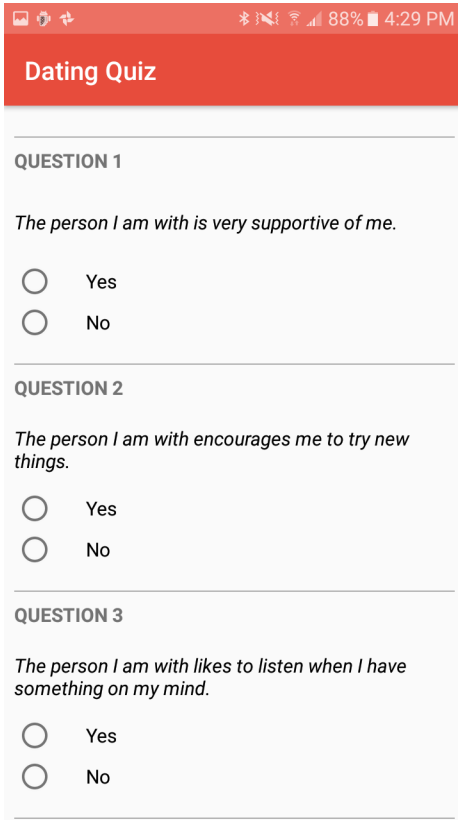 88% 4:29 PM
Dating Quiz
QUESTION 1
The person I am with is very supportive of me.
Yes
No
QUESTION 2
The person I am with encourages me to try new
things.
Yes
No
QUESTION 3
The person I am with likes to listen when I have
something on my mind.
Yes
No